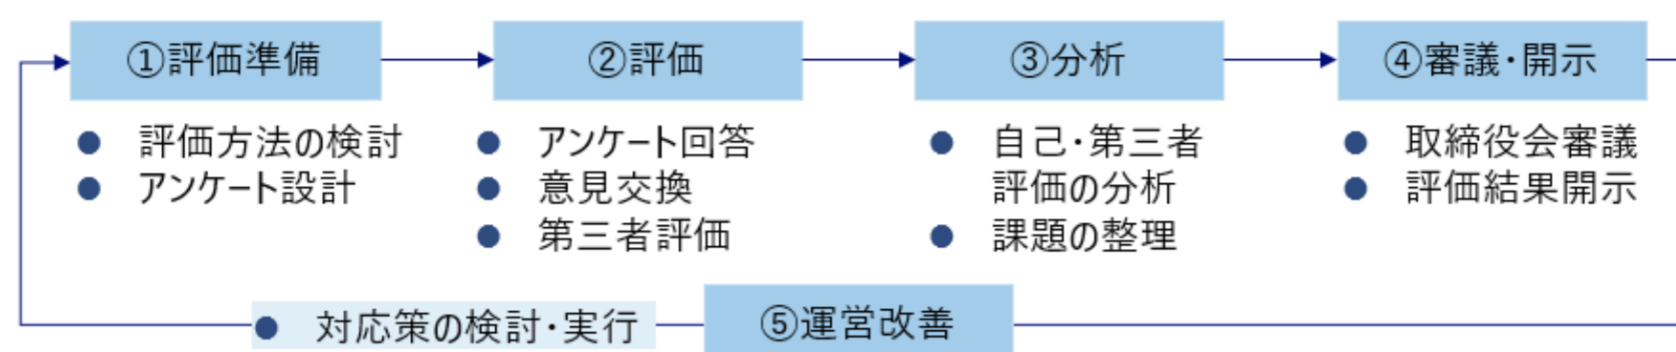 ①評価準備
②評価
③分析
④審議・開示
● 評価方法の検討
● アンケート設計
● アンケート回答
● 意見交換
● 第三者評価
● 自己・第三者
評価の分析
● 課題の整理
● 取締役会審議
● 評価結果開示
● 対応策の検討・実行
⑤運営改善